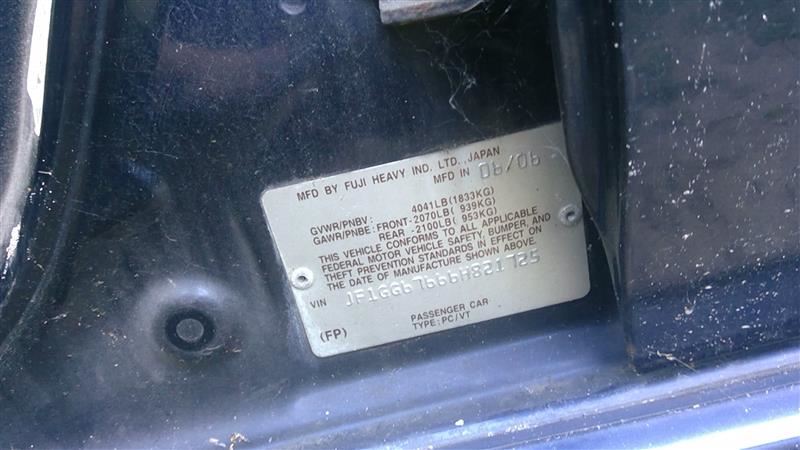 MFD BY FUJI HEAVY IND. LTD., JAPAN
MFD IN 06/06
GVWR/PNBV: 4041LB(1833KG)
GAWR/PNBE: FRONT-2070LB( 939KG)
REAR -2100LB( 953KG)
THIS VEHICLE CONFORMS TO ALL APPLICABLE
FEDERAL MOTOR VEHICLE SAFETY, BUMPER, AND
THEFT PREVENTION STANDARDS IN EFFECT ON
THE DATE OF MANUFACTURE SHOWN ABOVE.
VIN JF1GG67666H821725
PASSENGER CAR
(FP) TYPE: PC/VT